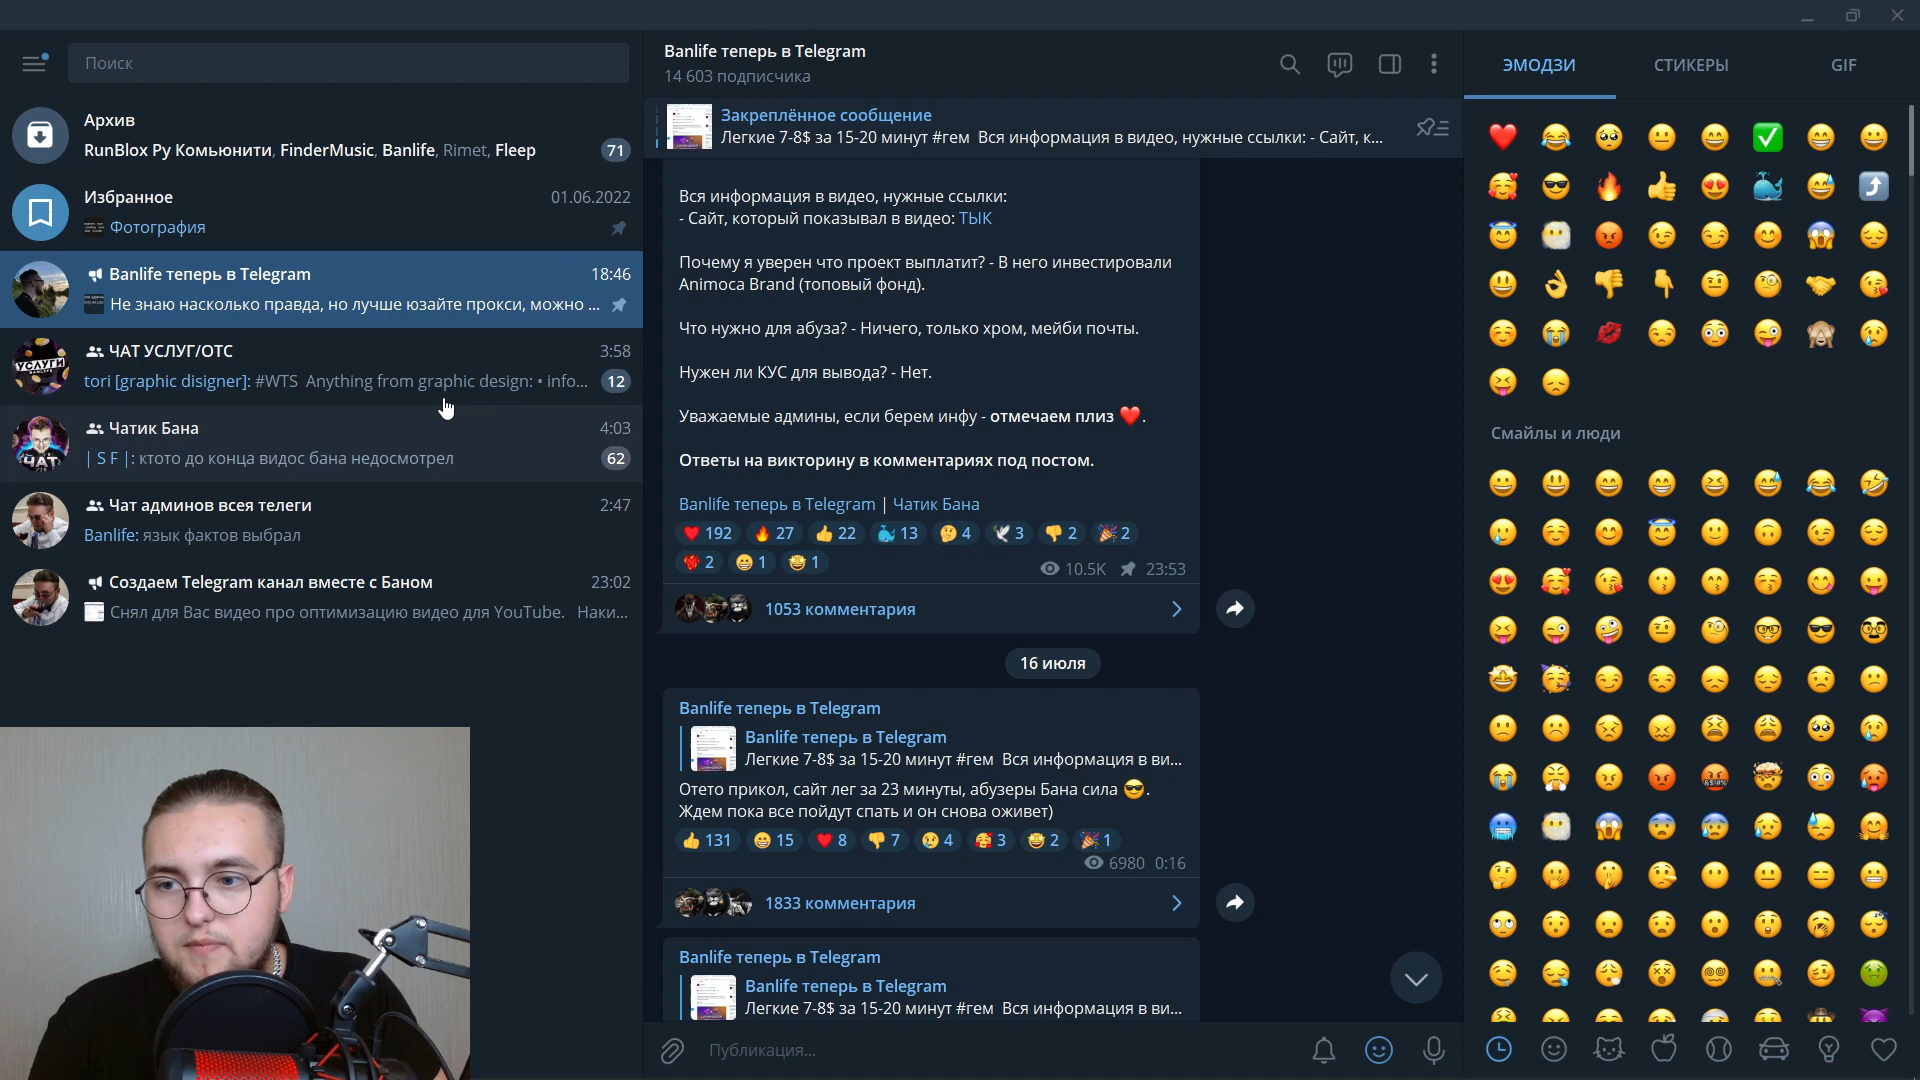 Поиск
Архив
RunBlox Ру Комьюнити, FinderMusic, Banlife, Rimet, Fleep
71
Избранное
01.06.2022
Фотография
Banlife теперь в Telegram
18:46
Не знаю насколько правда, но лучше юзайте прокси, можно ...
УСЛУГИ
ЧАТ УСЛУГ/ОТС
3:58
tori [graphic disigner]: #WTS Anything from graphic design: • info...
12
ЧАТ
Чатик Бана
4:03
| S F |: ктото до конца видос бана недосмотрел
62
Чат админов всея телеги
2:47
Banlife: язык фактов выбрал
Создаем Telegram канал вместе с Баном
23:02
Снял для Вас видео про оптимизацию видео для YouTube. Наки...
Banlife теперь в Telegram
14 603 подписчика
Закреплённое сообщение
Легкие 7-8$ за 15-20 минут #гем Вся информация в видео, нужные ссылки: - Сайт, к...
Вся информация в видео, нужные ссылки:
- Сайт, который показывал в видео: ТЫК
Почему я уверен что проект выплатит? - В него инвестировали
Animoca Brand (топовый фонд).
Что нужно для абуза? - Ничего, только хром, мейби почты.
Нужен ли КУС для вывода? - Нет.
Уважаемые админы, если берем инфу - отмечаем плиз ❤️.
Ответы на викторину в комментариях под постом.
Banlife теперь в Telegram | Чатик Бана
192 27 22 13 4 3 2 2
2 1 1
10.5K 23:53
1053 комментария
16 июля
Banlife теперь в Telegram
Banlife теперь в Telegram
Легкие 7-8$ за 15-20 минут #гем Вся информация в ви...
Отето прикол, сайт лег за 23 минуты, абузеры Бана сила 😎.
Ждем пока все пойдут спать и он снова оживет)
131 15 8 7 4 3 2 1
6980 0:16
1833 комментария
Banlife теперь в Telegram
Banlife теперь в Telegram
Легкие 7-8$ за 15-20 минут #гем Вся информация в ви...
Публикация...
ЭМОДЗИ
СТИКЕРЫ
GIF
Смайлы и люди